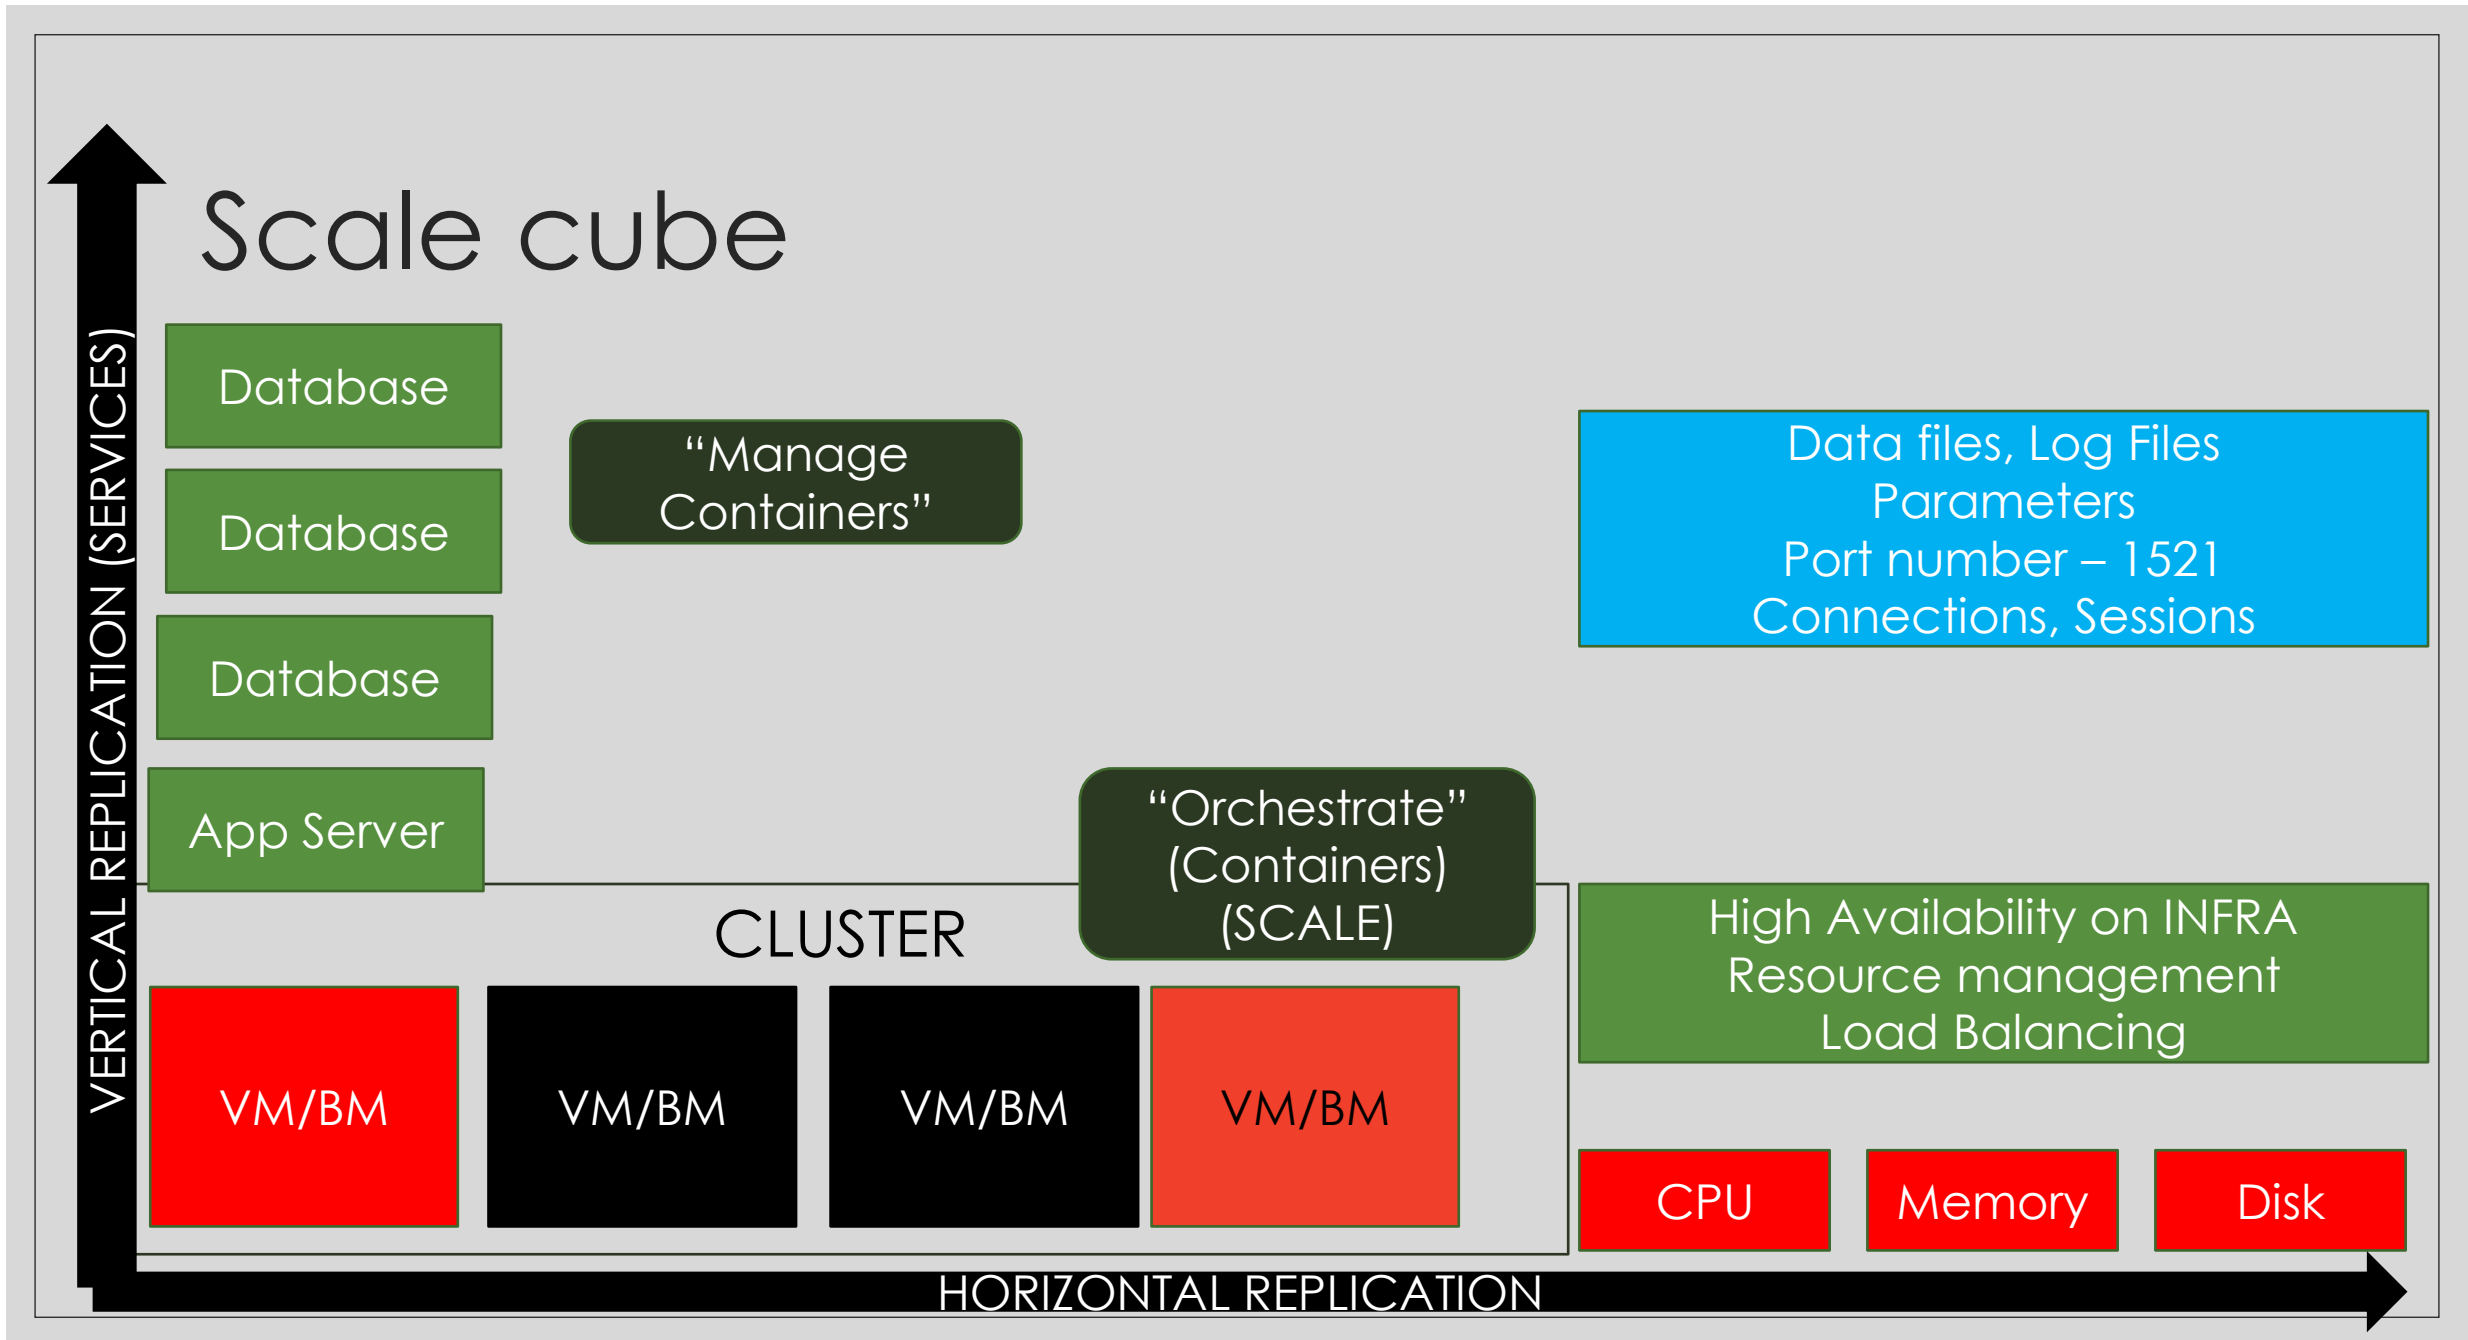 Scale cube
VERTICAL REPLICATION (SERVICES)
Database
Database
Database
App Server
“Manage
Containers”
Data files, Log Files
Parameters
Port number – 1521
Connections, Sessions
“Orchestrate”
(Containers)
(SCALE)
CLUSTER
High Availability on INFRA
Resource management
Load Balancing
VM/BM
VM/BM
VM/BM
VM/BM
CPU
Memory
Disk
HORIZONTAL REPLICATION